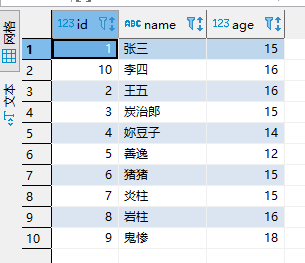 网格
文本
123 id ABC name 123 age
1 1 张三 15
2 10 李四 16
3 2 王五 16
4 3 炭治郎 15
5 4 妳豆子 14
6 5 善逸 12
7 6 猪猪 15
8 7 炎柱 15
9 8 岩柱 16
10 9 鬼惨 18